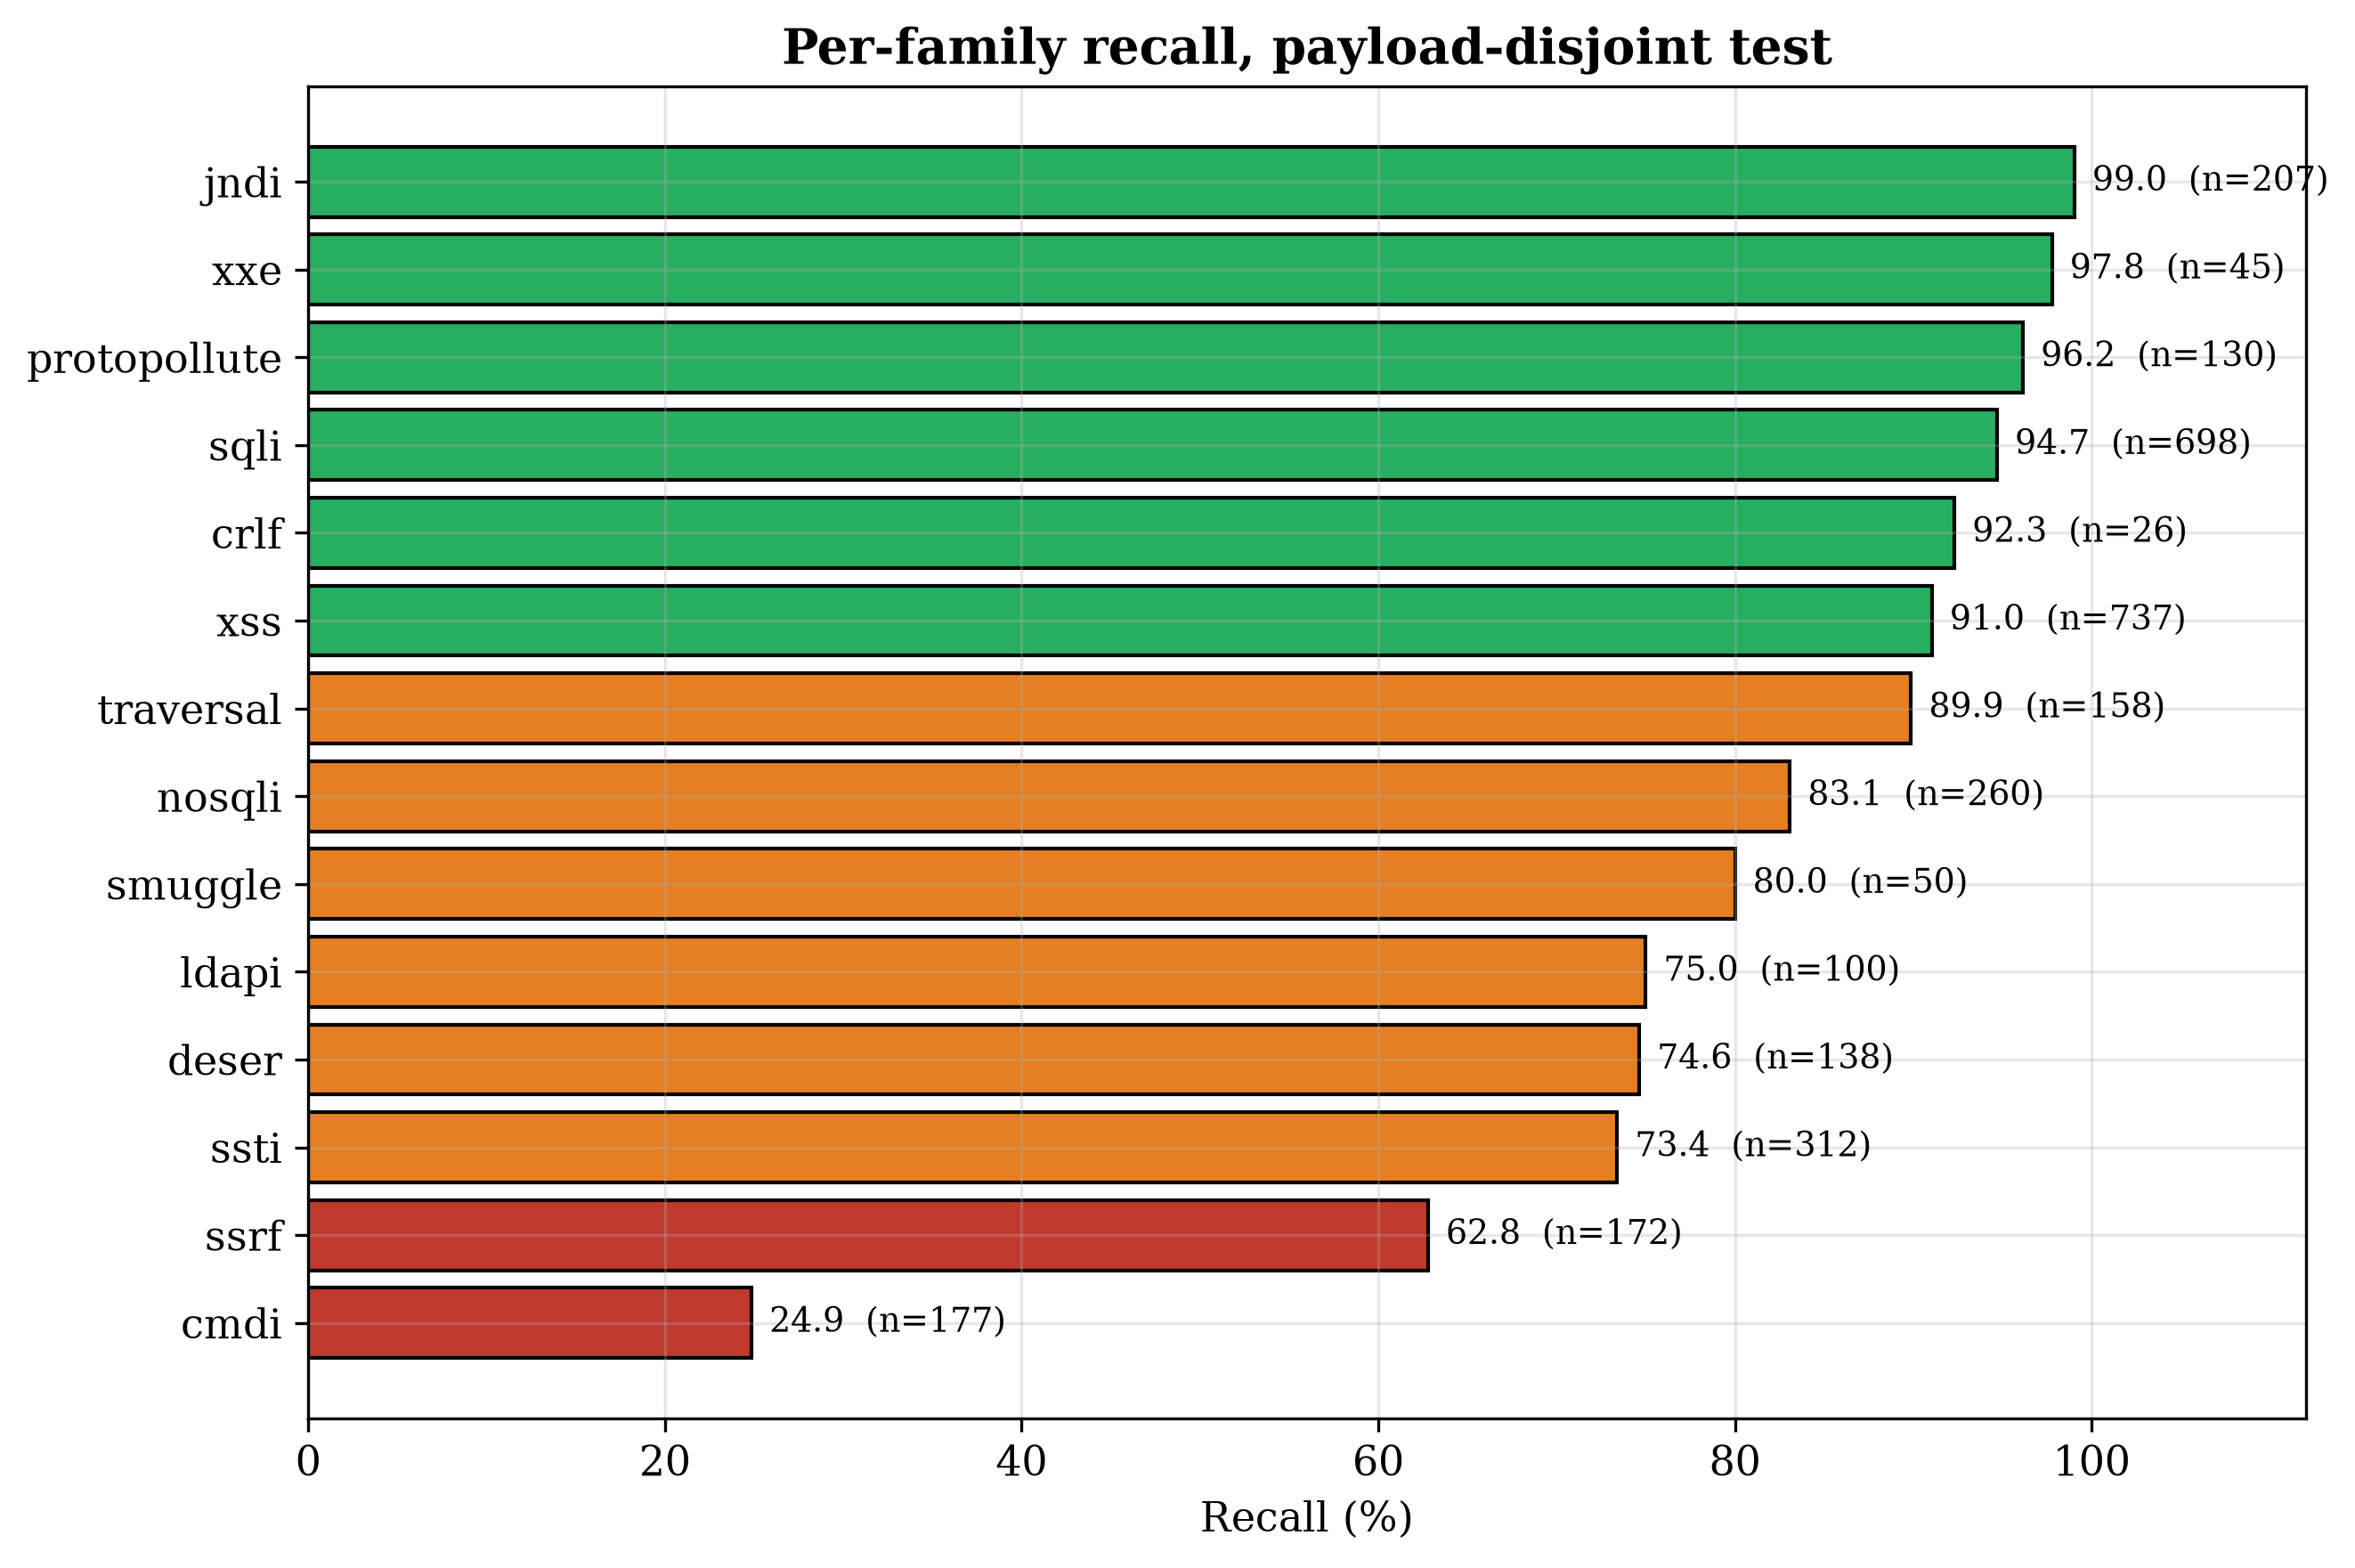 Per-family recall, payload-disjoint test
jndi 99.0 (n=207)
xxe 97.8 (n=45)
protopollute 96.2 (n=130)
sqli 94.7 (n=698)
crlf 92.3 (n=26)
xss 91.0 (n=737)
traversal 89.9 (n=158)
nosqli 83.1 (n=260)
smuggle 80.0 (n=50)
ldapi 75.0 (n=100)
deser 74.6 (n=138)
ssti 73.4 (n=312)
ssrf 62.8 (n=172)
cmdi 24.9 (n=177)
0 20 40 60 80 100
Recall (%)